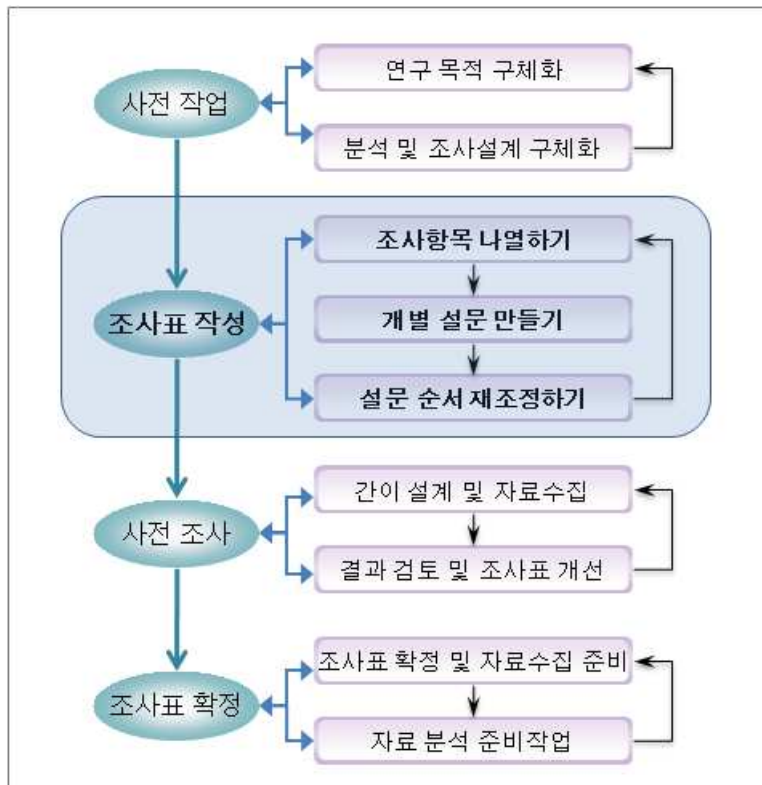 사전 작업
연구 목적 구체화
분석 및 조사설계 구체화
조사표 작성
조사항목 나열하기
개별 설문 만들기
설문 순서 재조정하기
사전 조사
간이 설계 및 자료수집
결과 검토 및 조사표 개선
조사표 확정
조사표 확정 및 자료수집 준비
자료 분석 준비작업